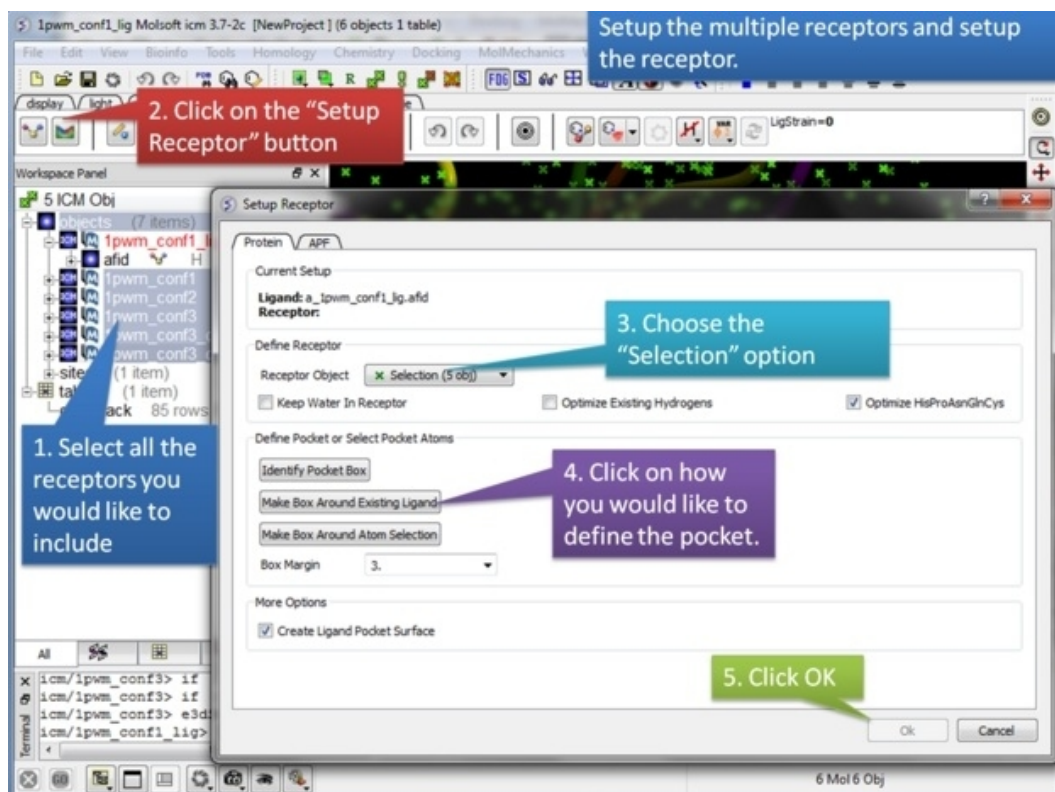 1pwm_conf1_lig Molsoft icm 3.7-2c [NewProject ] (6 objects 1 table)
Setup the multiple receptors and setup
the receptor.
File Edit View Bioinfo Tools Homology Chemistry Docking MolMechanics
R FOG S
display light
2. Click on the "Setup
Receptor" button
LigStrain=0
Workspace Panel
5 ICM Obj
objects (7 items)
1pwm_conf1_l
afid H
1pwm_conf1
1pwm_conf2
1pwm_conf3
pwm_conf3_
pwm_conf3_
site (1 item)
(1 item)
ack 85 rows
1. Select all the
receptors you
would like to
include
Setup Receptor
Protein APF
Current Setup
Ligand: a_1pwm_conf1_lig.afid
Receptor:
3. Choose the
"Selection" option
Define Receptor
Receptor Object Selection (5 obj)
Keep Water In Receptor Optimize Existing Hydrogens Optimize HisProAsnGlnCys
Define Pocket or Select Pocket Atoms
Identify Pocket Box
Make Box Around Existing Ligand
Make Box Around Atom Selection
4. Click on how
you would like to
define the pocket.
Box Margin 3.
More Options
Create Ligand Pocket Surface
5. Click OK
Ok Cancel
All
Terminal
icm/1pwm_conf3> if
icm/1pwm_conf3> if
icm/1pwm_conf3> e3d
icm/1pwm_conf1_lig>
6 Mol 6 Obj